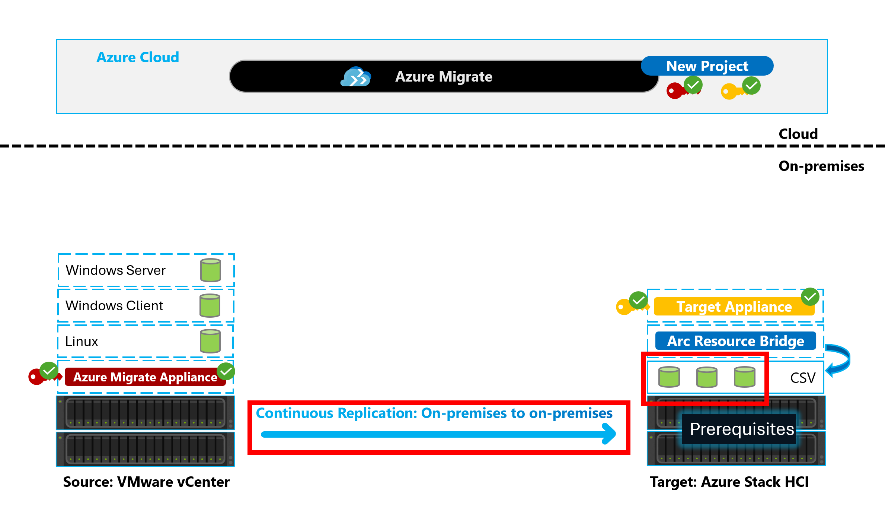 Azure Cloud
Azure Migrate
New Project
Cloud
On-premises
Windows Server
Windows Client
Linux
Azure Migrate Appliance
Source: VMware vCenter
Continuous Replication: On-premises to on-premises
Target Appliance
Arc Resource Bridge
CSV
Prerequisites
Target: Azure Stack HCI